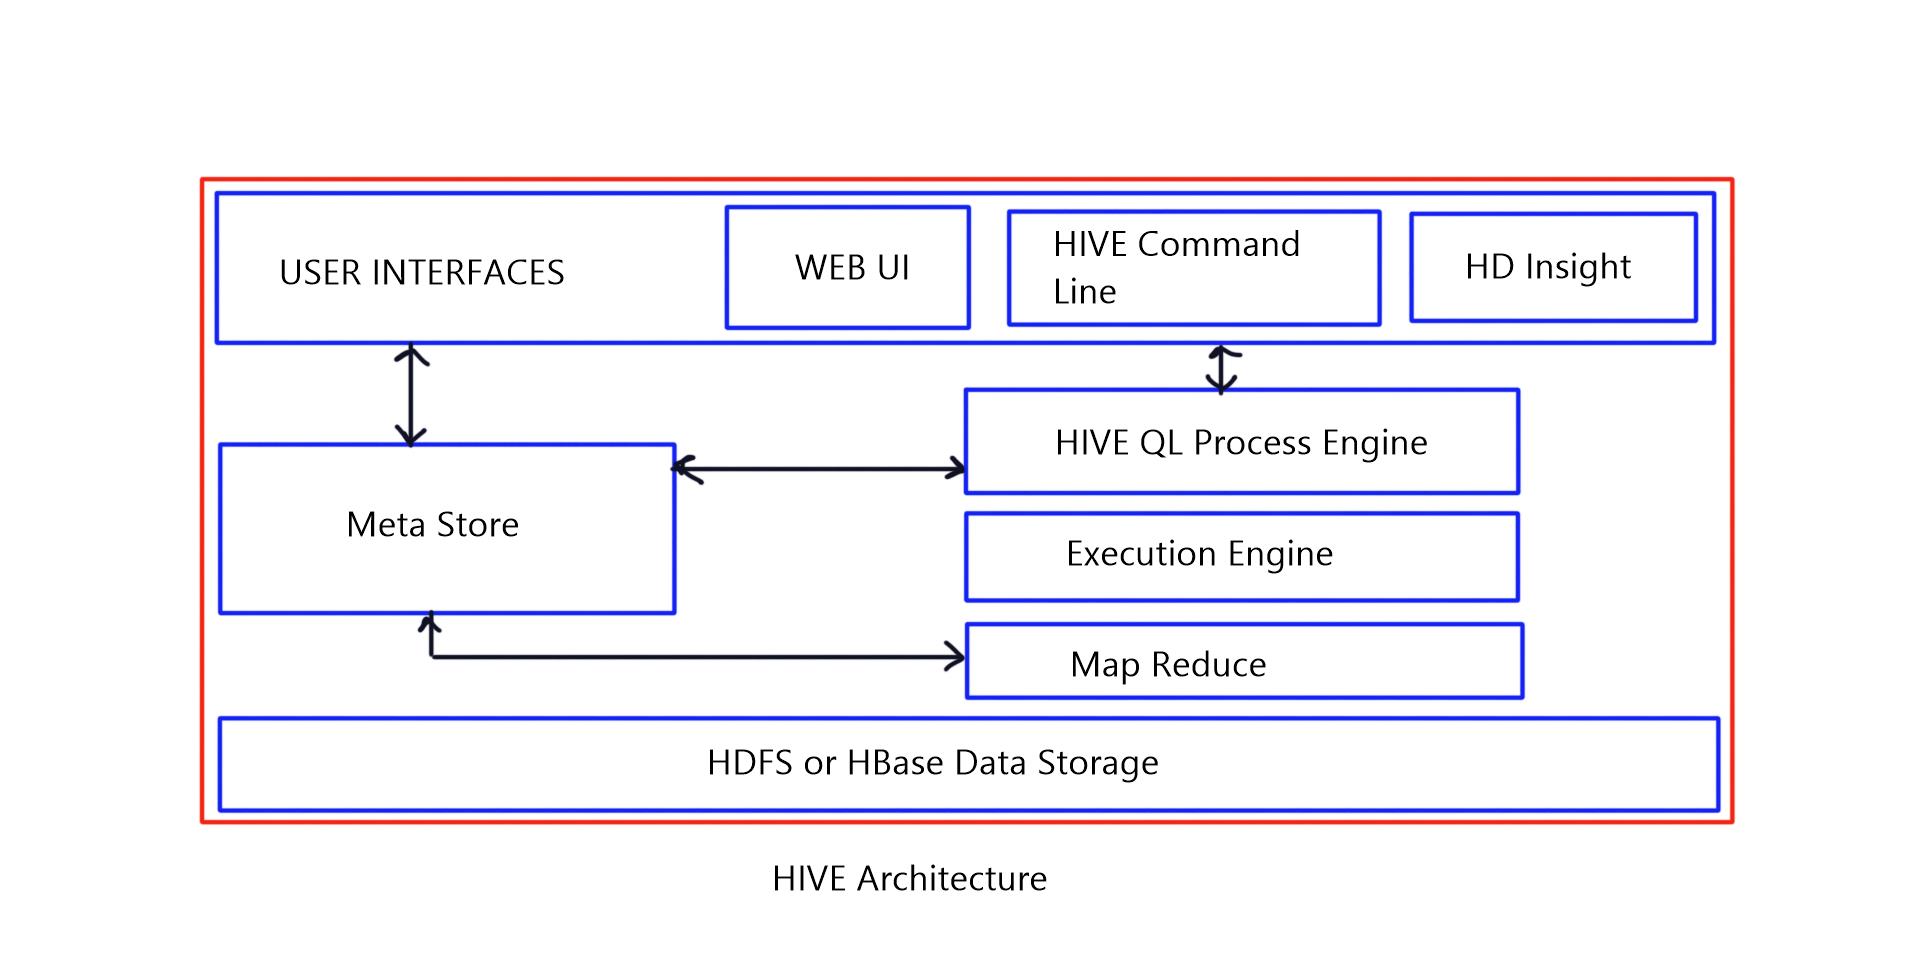 USER INTERFACES
WEB UI
HIVE Command
Line
HD Insight
HIVE QL Process Engine
Meta Store
Execution Engine
Map Reduce
HDFS or HBase Data Storage
HIVE Architecture